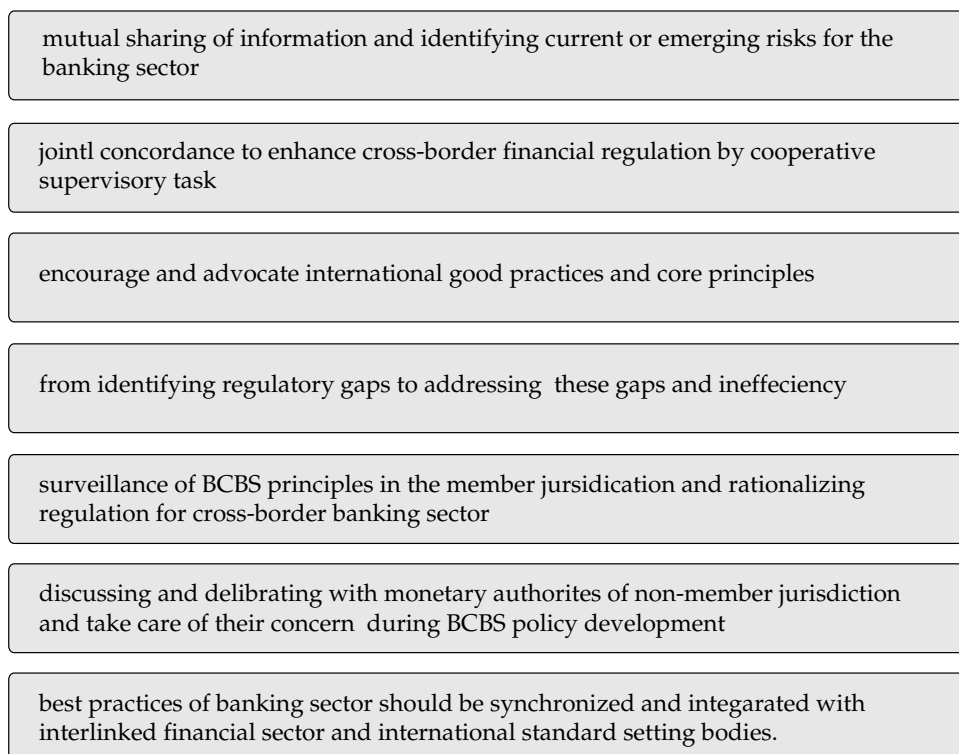 mutual sharing of information and identifying current or emerging risks for the
banking sector
jointl concordance to enhance cross-border financial regulation by cooperative
supervisory task
encourage and advocate international good practices and core principles
from identifying regulatory gaps to addressing these gaps and ineffeciency
surveillance of BCBS principles in the member jursidication and rationalizing
regulation for cross-border banking sector
discussing and delibrating with monetary authorites of non-member jurisdiction
and take care of their concern during BCBS policy development
best practices of banking sector should be synchronized and integarated with
interlinked financial sector and international standard setting bodies.